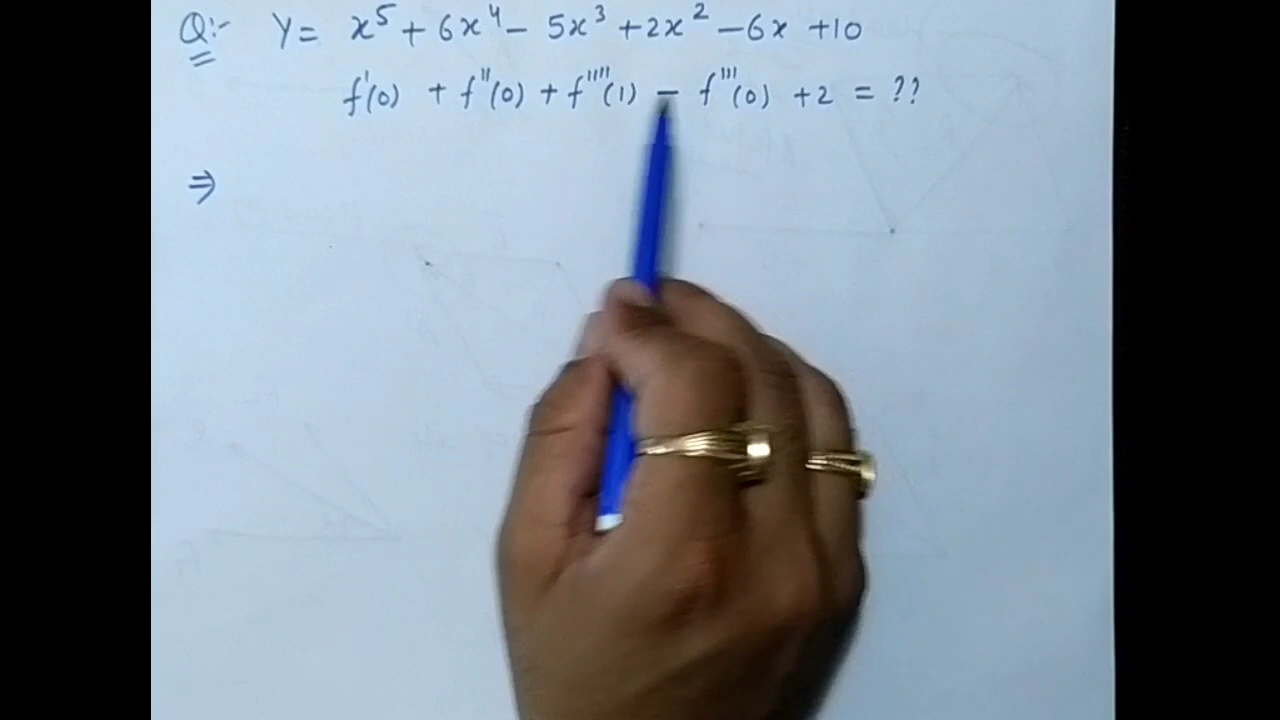 Q:- Y = x⁵ + 6x⁴ - 5x³ + 2x² - 6x + 10
f'(0) + f''(0) + f''''(1) - f'''(0) + 2 = ??
⇒